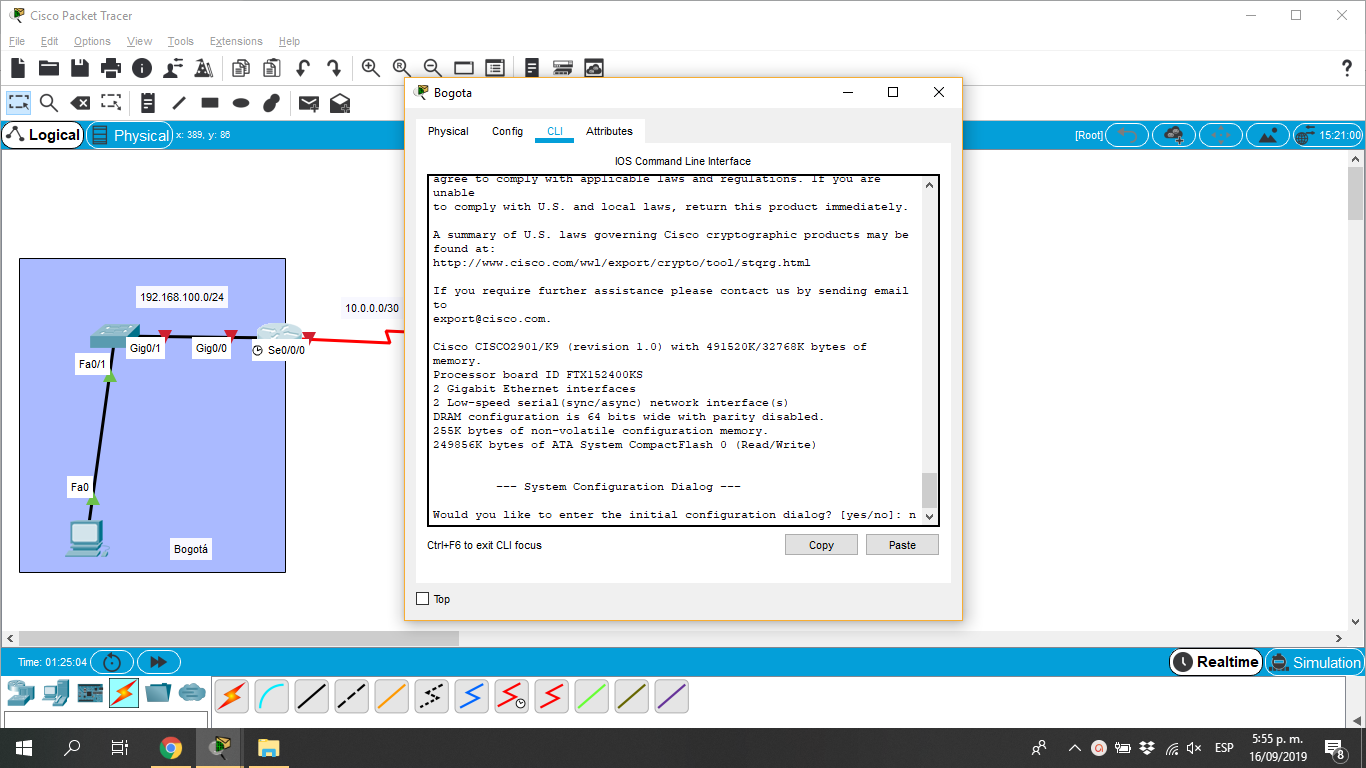 Cisco Packet Tracer
File Edit Options View Tools Extensions Help
?
Logical
Physical
x: 389, y: 86
[Root]
15:21:00
Bogota
Physical Config CLI Attributes
IOS Command Line Interface
agree to comply with applicable laws and regulations. If you are
unable
to comply with U.S. and local laws, return this product immediately.
A summary of U.S. laws governing Cisco cryptographic products may be
found at:
http://www.cisco.com/wwl/export/crypto/tool/stqrg.html
If you require further assistance please contact us by sending email
to
export@cisco.com.
Cisco CISCO2901/K9 (revision 1.0) with 491520K/32768K bytes of
memory.
Processor board ID FTX152400KS
2 Gigabit Ethernet interfaces
2 Low-speed serial(sync/async) network interface(s)
DRAM configuration is 64 bits wide with parity disabled.
255K bytes of non-volatile configuration memory.
249856K bytes of ATA System CompactFlash 0 (Read/Write)
--- System Configuration Dialog ---
Would you like to enter the initial configuration dialog? [yes/no]: n
Ctrl+F6 to exit CLI focus
Copy
Paste
Top
192.168.100.0/24
10.0.0.0/30
Gig0/1
Gig0/0
Se0/0/0
Fa0/1
Fa0
Bogotá
Time: 01:25:04
Realtime
Simulation
ESP
5:55 p. m.
16/09/2019
8